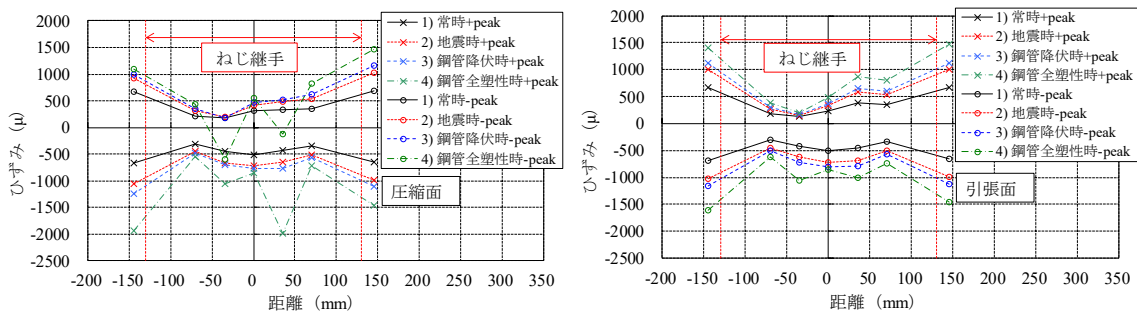 2000
1500
1000
500
0
-500
-1000
-1500
-2000
-2500
ひずみ（μ）
-200 -150 -100 -50 0 50 100 150 200 250 300 350
距離（mm）
ねじ継手
圧縮面
1) 常時+peak
2) 地震時+peak
3) 鋼管降伏時+peak
4) 鋼管全塑性時+peak
1) 常時-peak
2) 地震時-peak
3) 鋼管降伏時-peak
4) 鋼管全塑性時-peak
2000
1500
1000
500
0
-500
-1000
-1500
-2000
-2500
ひずみ（μ）
-200 -150 -100 -50 0 50 100 150 200 250 300 350
距離（mm）
ねじ継手
引張面
1) 常時+peak
2) 地震時+peak
3) 鋼管降伏時+peak
4) 鋼管全塑性時+peak
1) 常時-peak
2) 地震時-peak
3) 鋼管降伏時-peak
4) 鋼管全塑性時-peak